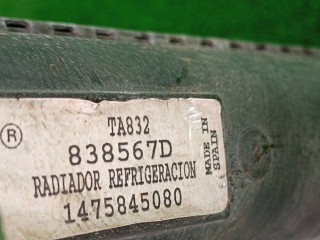 ®
TA832
838567D
RADIADOR REFRIGERACION
1475845080
MADE IN
SPAIN